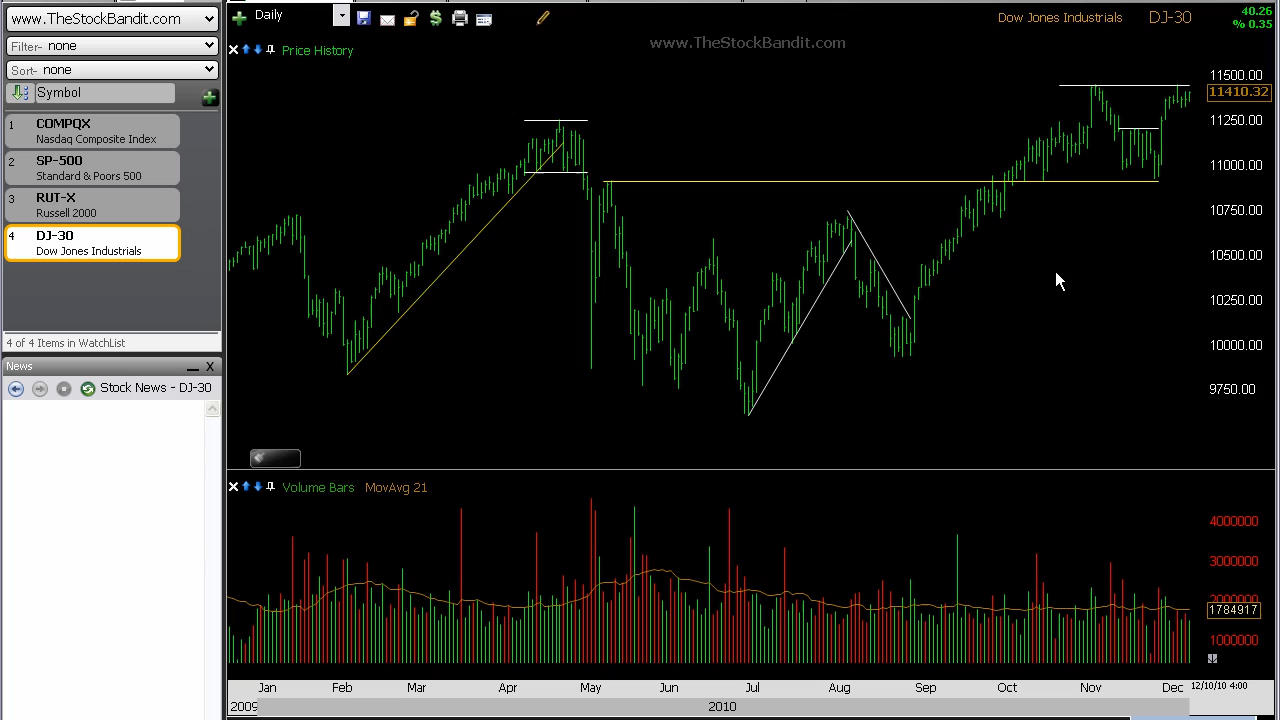 www.TheStockBandit.com
Filter- none
Sort- none
Symbol
1 COMPQX
Nasdaq Composite Index
2 SP-500
Standard & Poors 500
3 RUT-X
Russell 2000
4 DJ-30
Dow Jones Industrials
4 of 4 Items in WatchList
News X
Stock News - DJ-30
Daily
Dow Jones Industrials DJ-30
40.26
% 0.35
Price History
www.TheStockBandit.com
11500.00
11410.32
11250.00
11000.00
10750.00
10500.00
10250.00
10000.00
9750.00
Volume Bars MovAvg 21
4000000
3000000
2000000
1784917
1000000
Jan Feb Mar Apr May Jun Jul Aug Sep Oct Nov Dec 12/10/10 4:00
2009 2010